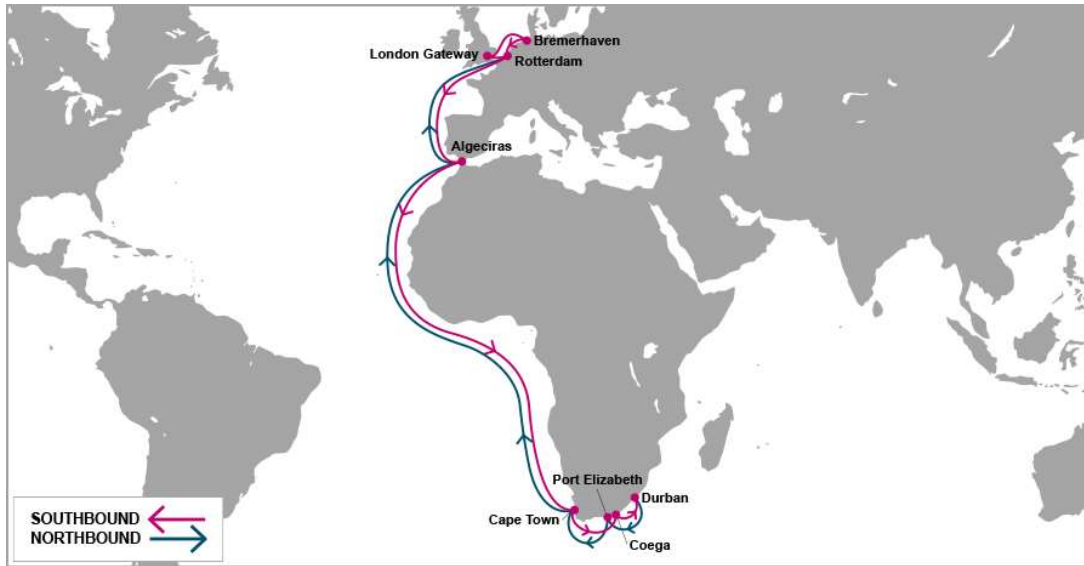 Bremerhaven
London Gateway
Rotterdam
Algeciras
Port Elizabeth
Durban
Cape Town
Coega
SOUTHBOUND
NORTHBOUND